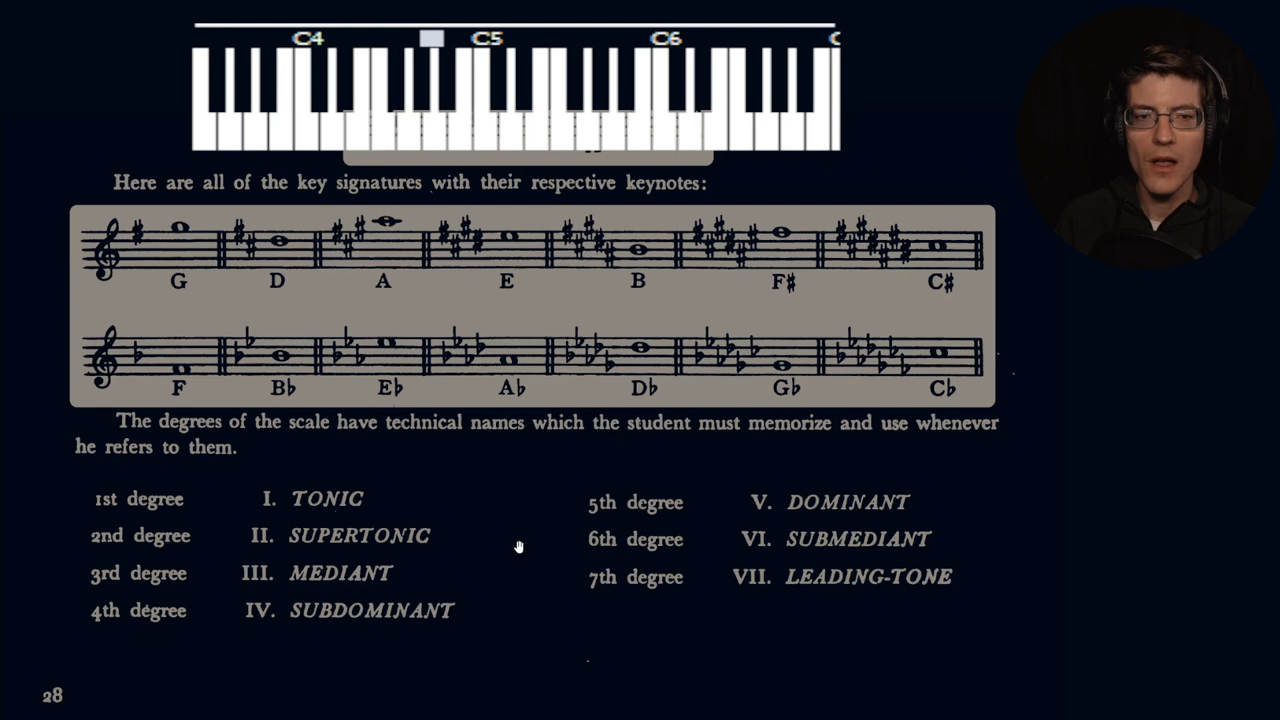 C4 C5 C6 C
Here are all of the key signatures with their respective keynotes:
G D A E B F♯ C♯
F B♭ E♭ A♭ D♭ G♭ C♭
The degrees of the scale have technical names which the student must memorize and use whenever
he refers to them.
1st degree I. TONIC
2nd degree II. SUPERTONIC
3rd degree III. MEDIANT
4th degree IV. SUBDOMINANT
5th degree V. DOMINANT
6th degree VI. SUBMEDIANT
7th degree VII. LEADING-TONE
28